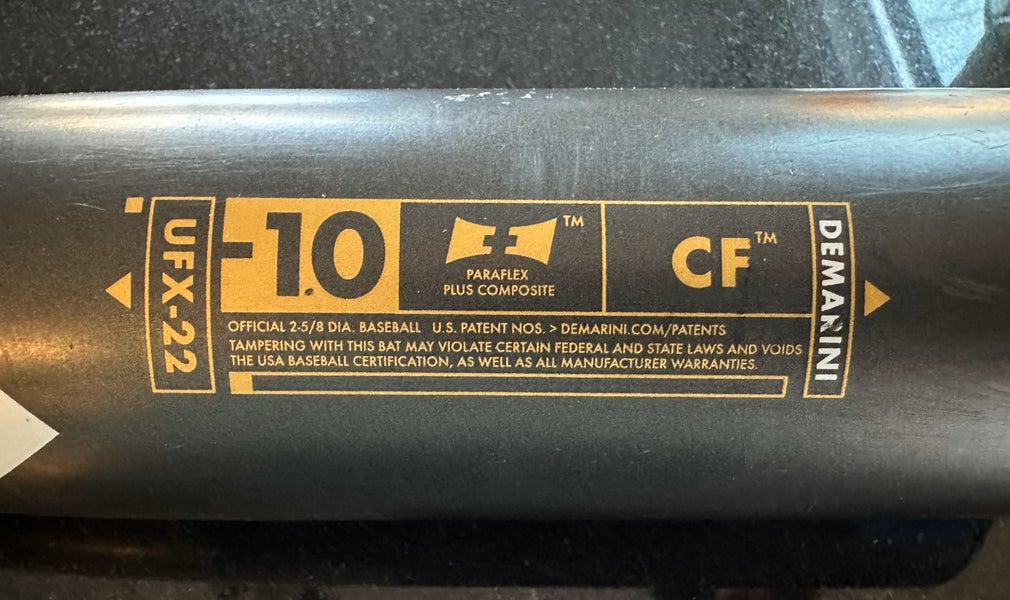 UFX-22
-10
TM
PARAFLEX
PLUS COMPOSITE
CF™
DEMARINI
OFFICIAL 2-5/8 DIA. BASEBALL U.S. PATENT NOS. > DEMARINI.COM/PATENTS
TAMPERING WITH THIS BAT MAY VIOLATE CERTAIN FEDERAL AND STATE LAWS AND VOIDS
THE USA BASEBALL CERTIFICATION, AS WELL AS ALL MANUFACTURER WARRANTIES.